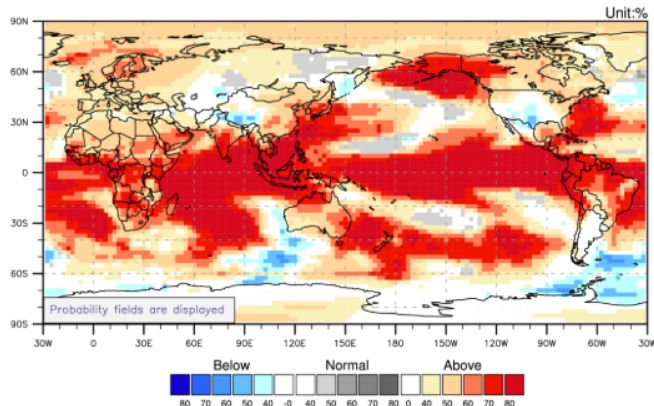 Unit:%
90N
60N
30N
0
30S
60S
90S
Probability fields are displayed
30W 0 30E 60E 90E 120E 150E 180 150W 120W 90W 60W 30W
Below Normal Above
80 70 60 50 40 -0 40 50 60 70 80 0 40 50 60 70 80